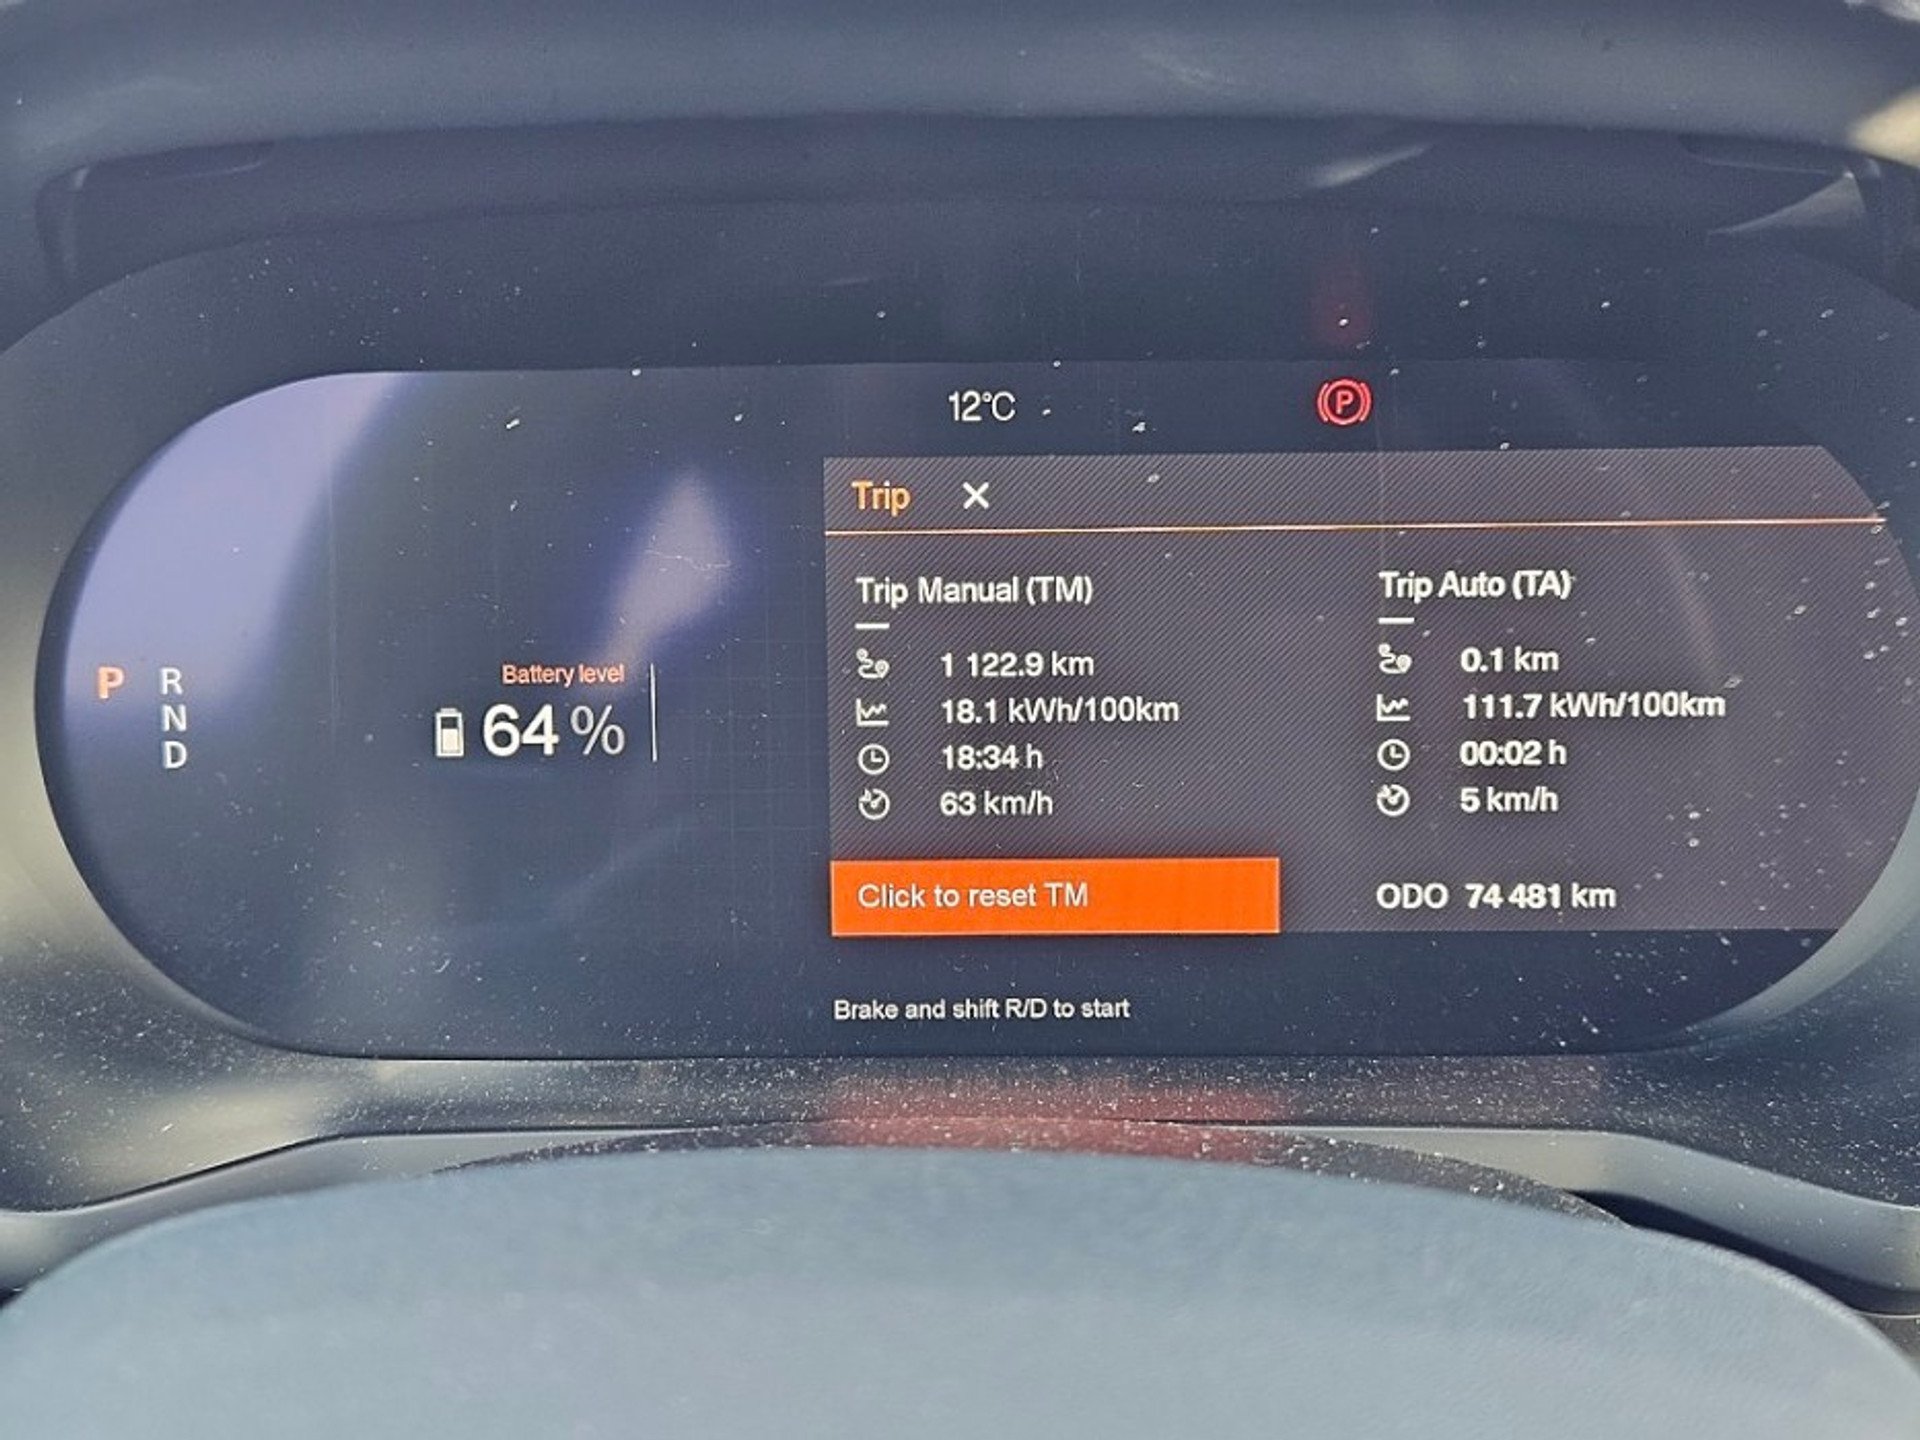 12°C
P
Trip ✕
Trip Manual (TM)
1 122.9 km
18.1 kWh/100km
18:34 h
63 km/h
Click to reset TM
Trip Auto (TA)
0.1 km
111.7 kWh/100km
00:02 h
5 km/h
ODO 74 481 km
P R
N
D
Battery level
64 %
Brake and shift R/D to start